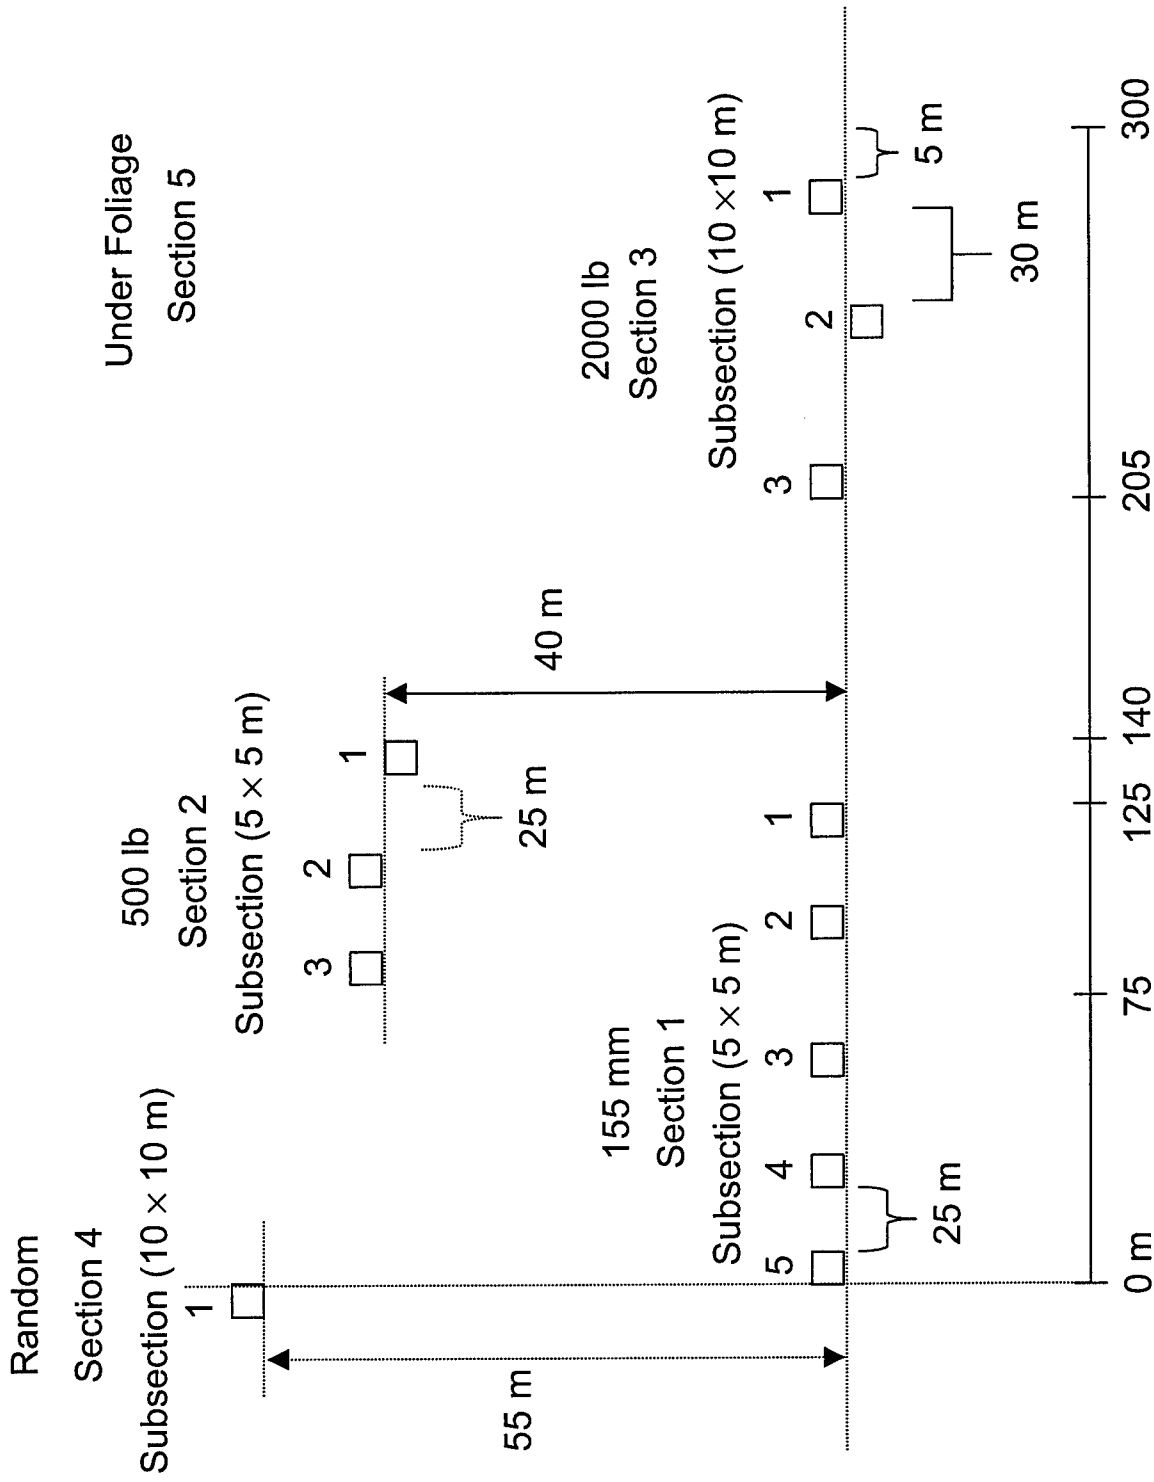 Random
Section 4
Subsection (10 × 10 m)
1
55 m
500 lb
Section 2
Subsection (5 × 5 m)
3
2
1
25 m
40 m
Under Foliage
Section 5
155 mm
Section 1
Subsection (5 × 5 m)
5
4
3
2
1
25 m
2000 lb
Section 3
Subsection (10 ×10 m)
3
2
1
30 m
5 m
0 m
75
125
140
205
300